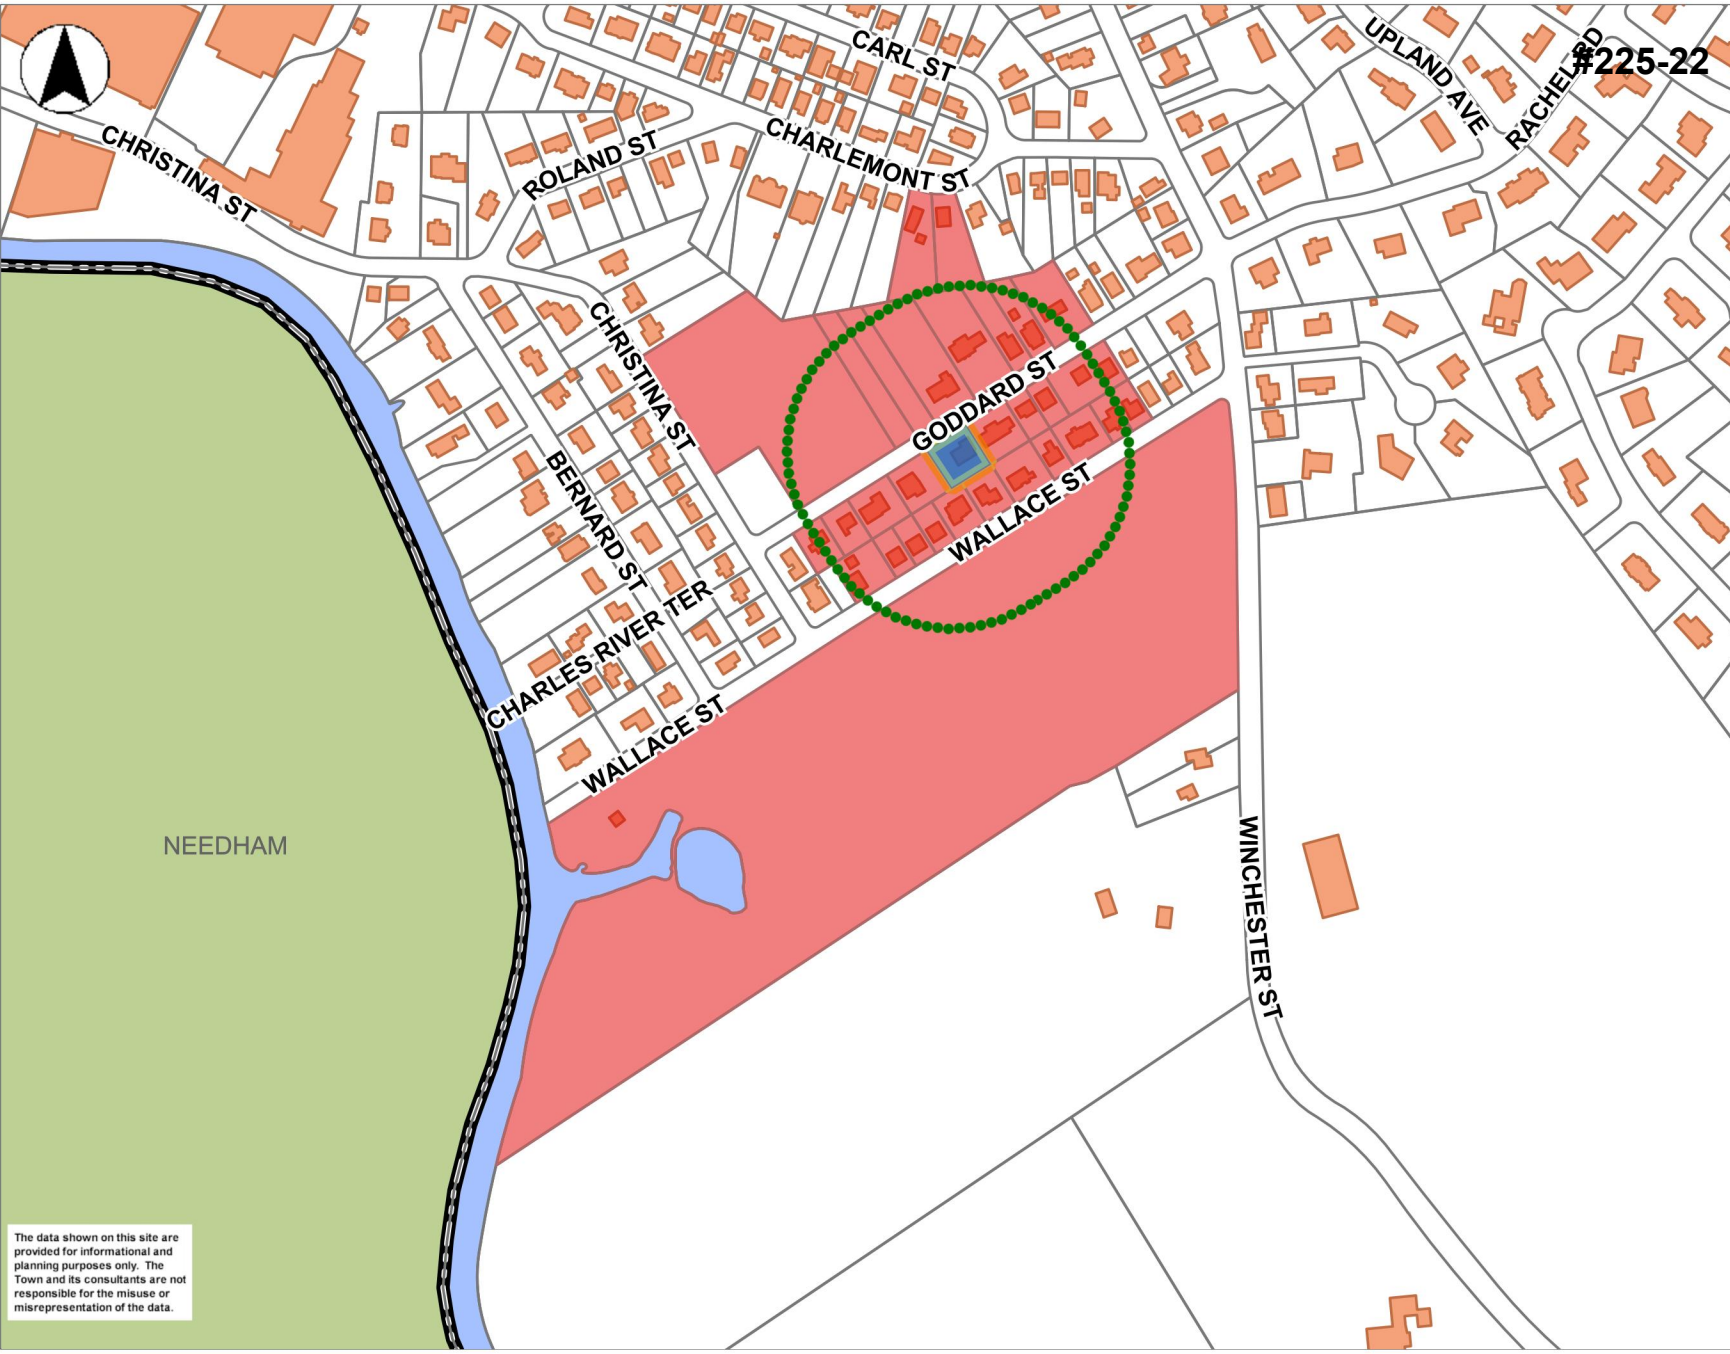 #225-22
UPLAND AVE
RACHEL RD
CARL ST
CHRISTINA ST
ROLAND ST
CHARLEMONT ST
CHRISTINA ST
GODDARD ST
BERNARD ST
WALLACE ST
CHARLES RIVER TER
WALLACE ST
NEEDHAM
WINCHESTER ST
The data shown on this site are
provided for informational and
planning purposes only. The
Town and its consultants are not
responsible for the misuse or
misrepresentation of the data.